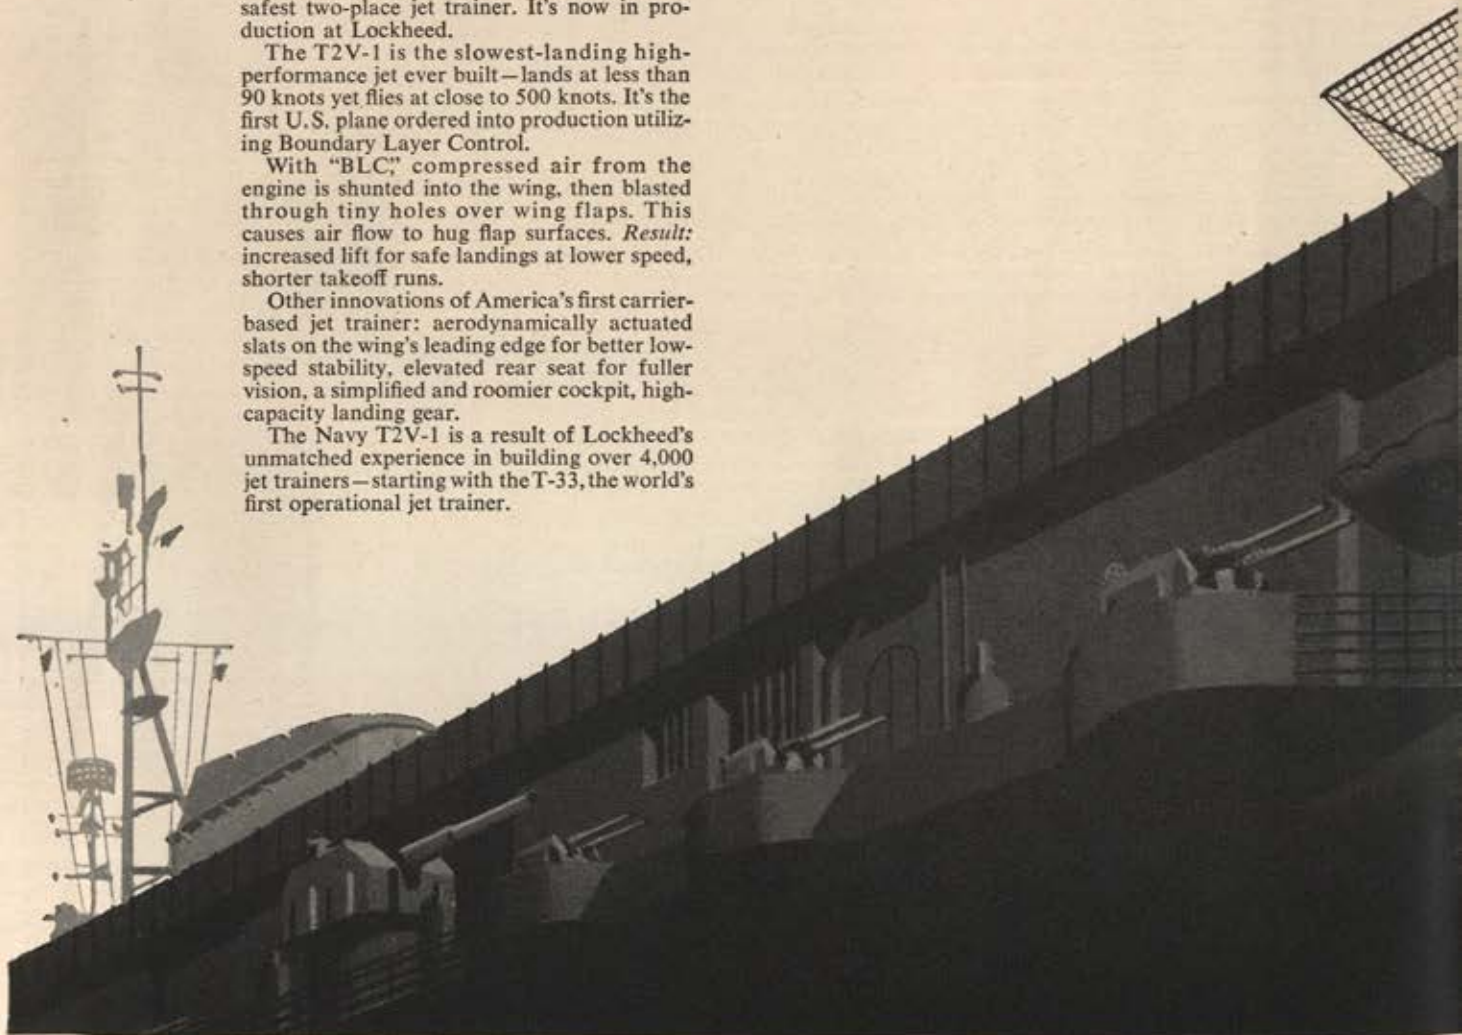 safest two-place jet trainer. It's now in pro-
duction at Lockheed.
The T2V-1 is the slowest-landing high-
performance jet ever built—lands at less than
90 knots yet flies at close to 500 knots. It's the
first U.S. plane ordered into production utiliz-
ing Boundary Layer Control.
With “BLC,” compressed air from the
engine is shunted into the wing, then blasted
through tiny holes over wing flaps. This
causes air flow to hug flap surfaces. Result:
increased lift for safe landings at lower speed,
shorter takeoff runs.
Other innovations of America's first carrier-
based jet trainer: aerodynamically actuated
slats on the wing's leading edge for better low-
speed stability, elevated rear seat for fuller
vision, a simplified and roomier cockpit, high-
capacity landing gear.
The Navy T2V-1 is a result of Lockheed's
unmatched experience in building over 4,000
jet trainers—starting with the T-33, the world's
first operational jet trainer.